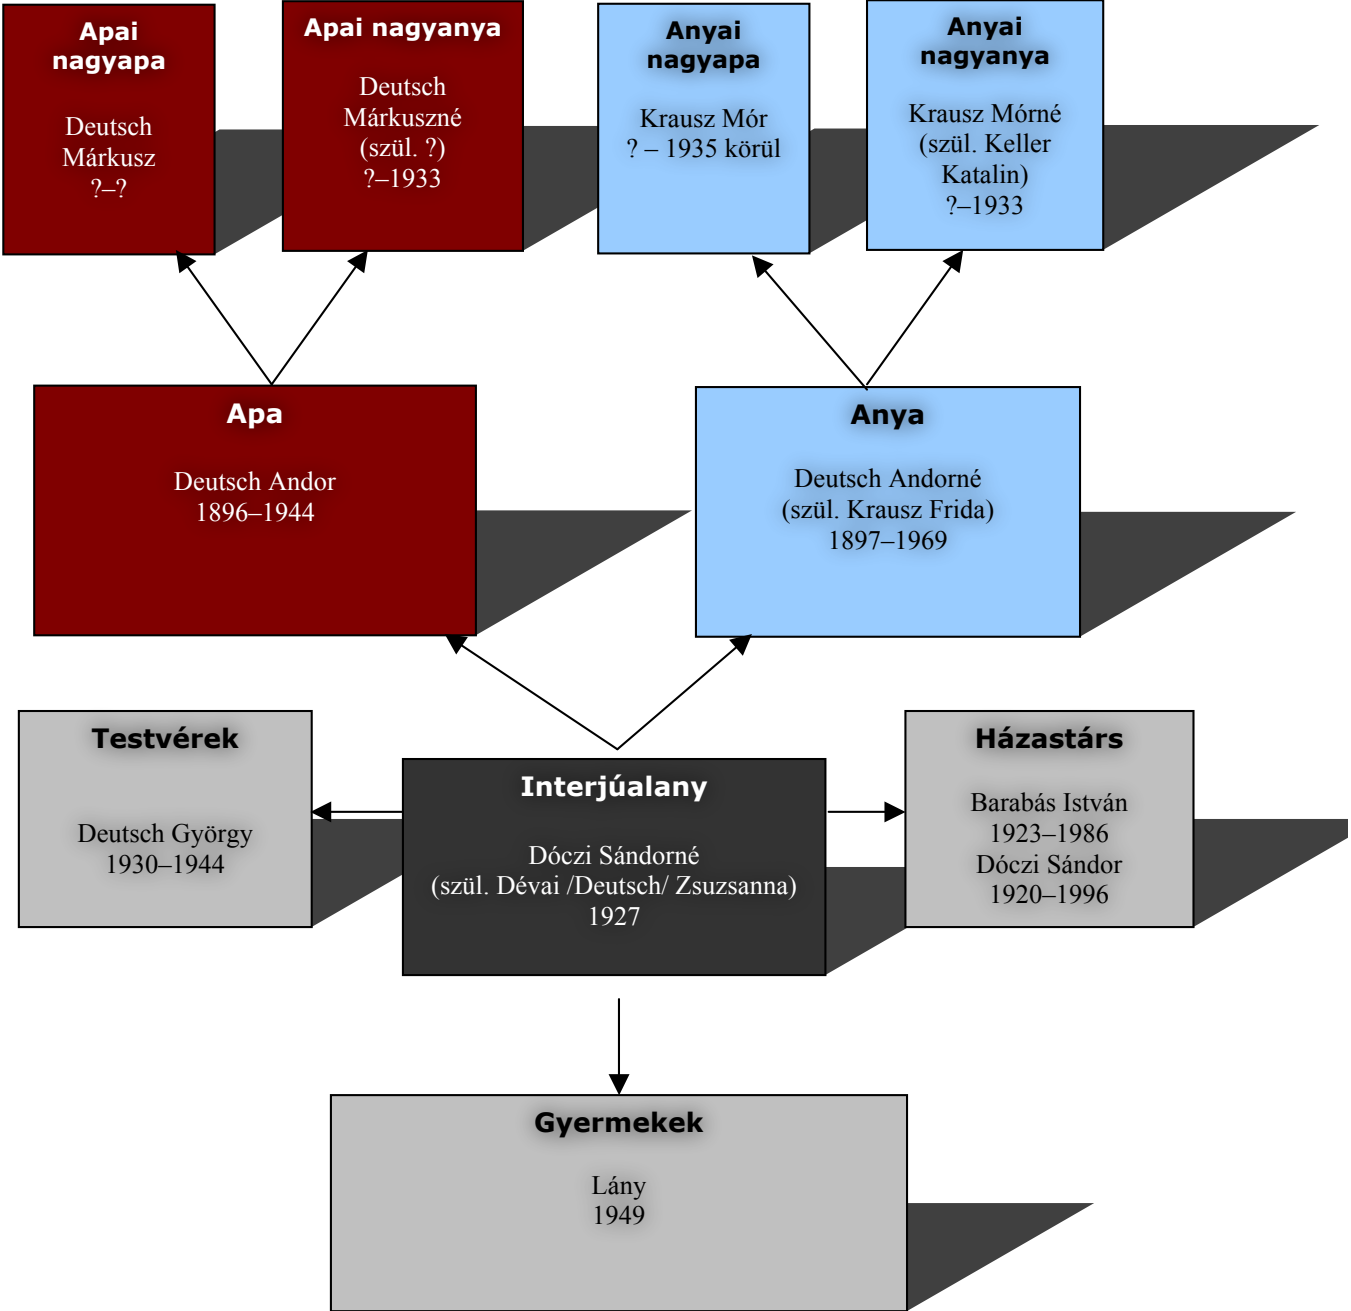 Apai
nagyapa
Deutsch
Márkusz
?–?
Apai nagyanya
Deutsch
Márkuszné
(szül. ?)
?–1933
Anyai
nagyapa
Krausz Mór
? – 1935 körül
Anyai
nagyanya
Krausz Mórné
(szül. Keller
Katalin)
?–1933
Apa
Deutsch Andor
1896–1944
Anya
Deutsch Andorné
(szül. Krausz Frida)
1897–1969
Testvérek
Deutsch György
1930–1944
Interjúalany
Dóczi Sándorné
(szül. Dévai /Deutsch/ Zsuzsanna)
1927
Házastárs
Barabás István
1923–1986
Dóczi Sándor
1920–1996
Gyermekek
Lány
1949